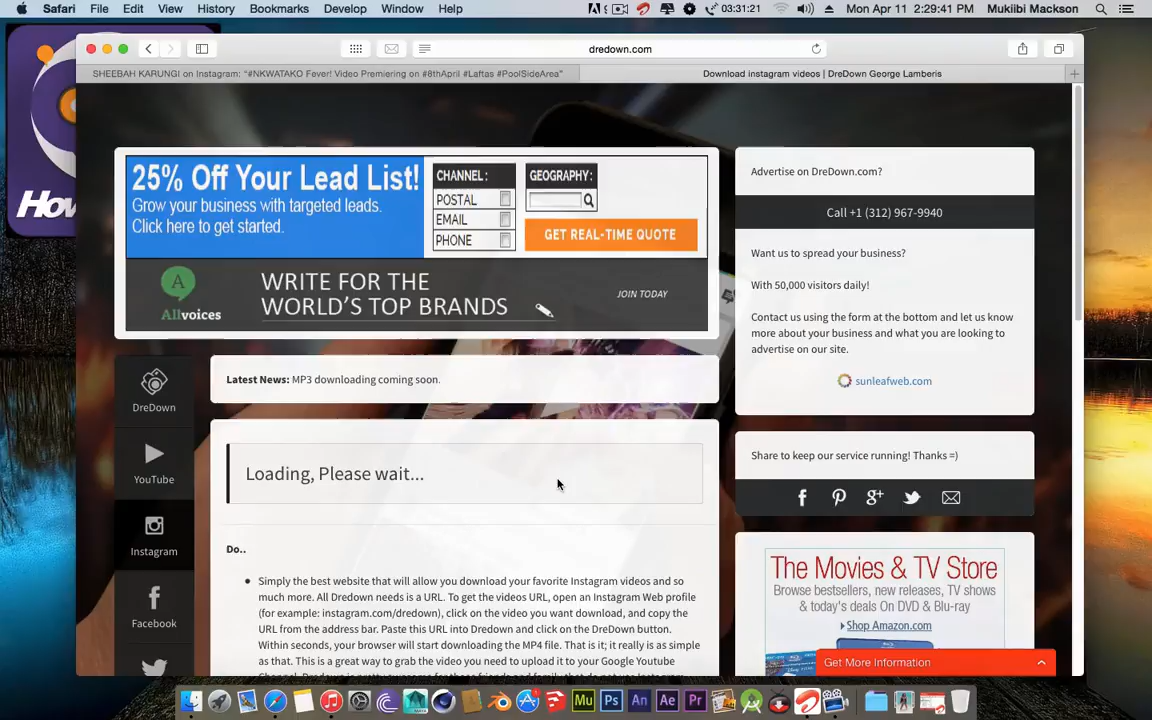 Safari File Edit View History Bookmarks Develop Window Help 03:31:21 Mon Apr 11 2:29:41 PM Mukiibi Mackson
dredown.com
SHEEBAH KARUNGI on Instagram: “#NKWATAKO Fever! Video Premiering on #8thApril #Laftas #PoolSideArea”
Download instagram videos | DreDown George Lamberis
How
25% Off Your Lead List!
Grow your business with targeted leads.
Click here to get started.
CHANNEL:
POSTAL
EMAIL
PHONE
GEOGRAPHY:
GET REAL-TIME QUOTE
A
Allvoices
WRITE FOR THE
WORLD'S TOP BRANDS
JOIN TODAY
Advertise on DreDown.com?
Call +1 (312) 967-9940
Want us to spread your business?
With 50,000 visitors daily!
Contact us using the form at the bottom and let us know
more about your business and what you are looking to
advertise on our site.
sunleafweb.com
DreDown
YouTube
Instagram
Facebook
Latest News: MP3 downloading coming soon.
Loading, Please wait...
Do..
Simply the best website that will allow you download your favorite Instagram videos and so
much more. All Dredown needs is a URL. To get the videos URL, open an Instagram Web profile
(for example: instagram.com/dredown), click on the video you want download, and copy the
URL from the address bar. Paste this URL into Dredown and click on the DreDown button.
Within seconds, your browser will start downloading the MP4 file. That is it; it really is as simple
as that. This is a great way to grab the video you need to upload it to your Google Youtube
Share to keep our service running! Thanks =)
The Movies & TV Store
Browse bestsellers, new releases, TV shows
& today's deals On DVD & Blu-ray
Shop Amazon.com
Get More Information
Mu Ps An Ae Pr